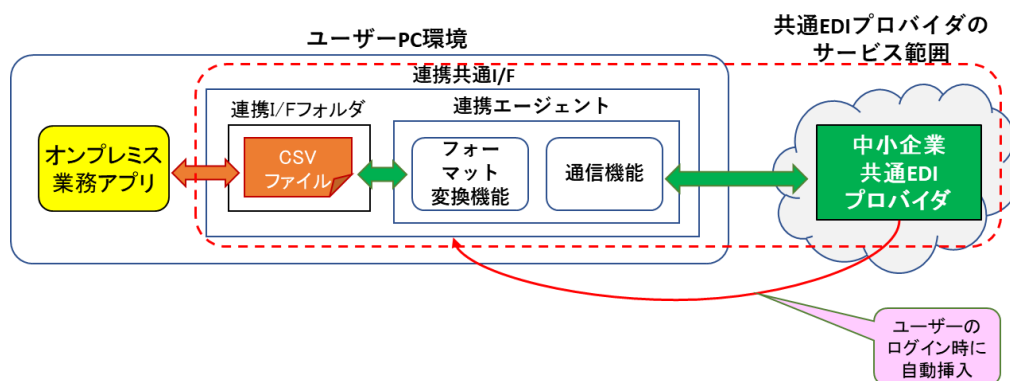 共通EDIプロバイダの
サービス範囲
ユーザーPC環境
連携共通I/F
連携エージェント
連携I/Fフォルダ
オンプレミス
業務アプリ
CSV
ファイル
フォー
マット
変換機能
通信機能
中小企業
共通EDI
プロバイダ
ユーザーの
ログイン時に
自動挿入